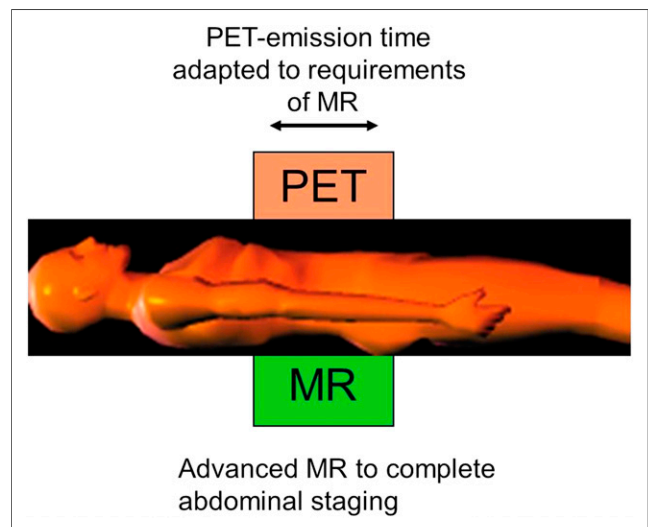 PET-emission time
adapted to requirements
of MR
PET
MR
Advanced MR to complete
abdominal staging